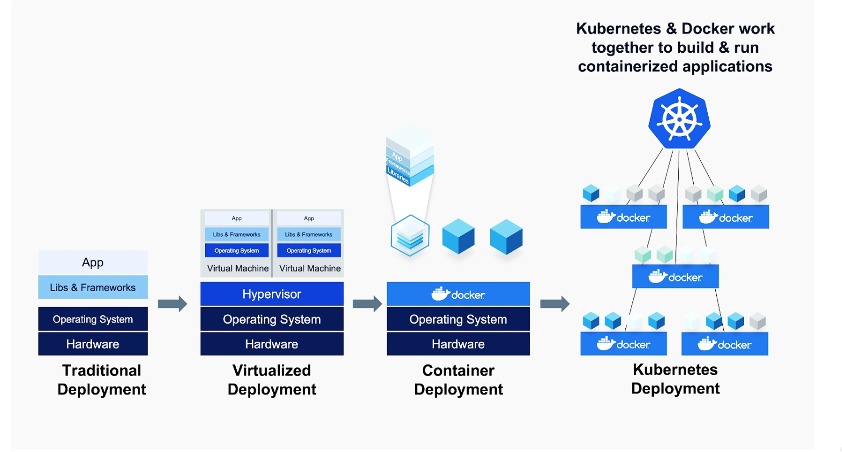 Kubernetes & Docker work
together to build & run
containerized applications
App
Libs & Frameworks
Operating System
Hardware
Traditional
Deployment
App
Libs & Frameworks
Operating System
Virtual Machine
App
Libs & Frameworks
Operating System
Virtual Machine
Hypervisor
Operating System
Hardware
Virtualized
Deployment
App
Libraries
docker
Operating System
Hardware
Container
Deployment
docker
docker
docker
docker
docker
Kubernetes
Deployment